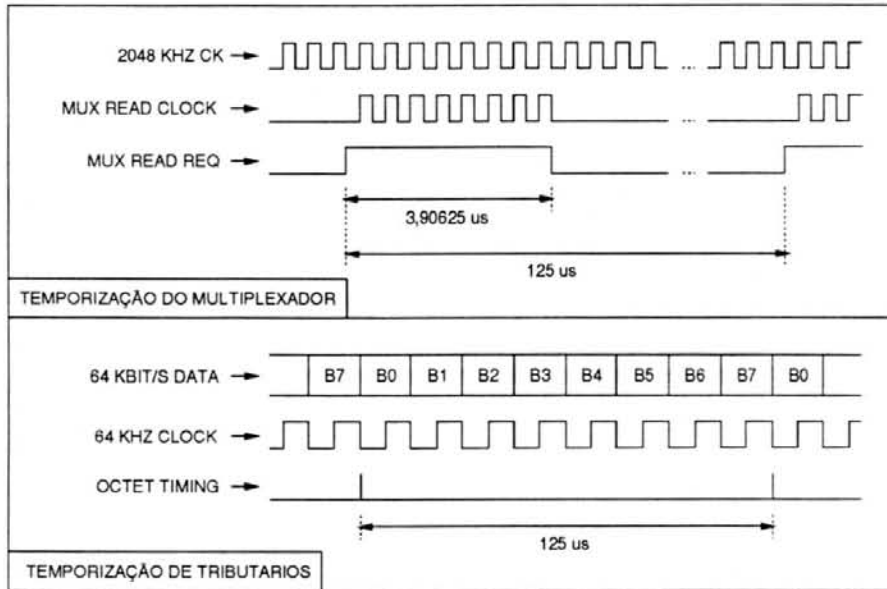 2048 KHZ CK
MUX READ CLOCK
MUX READ REQ
...
...
...
3,90625 us
125 us
TEMPORIZAÇÃO DO MULTIPLEXADOR
64 KBIT/S DATA
B7 B0 B1 B2 B3 B4 B5 B6 B7 B0
64 KHZ CLOCK
OCTET TIMING
125 us
TEMPORIZAÇÃO DE TRIBUTARIOS